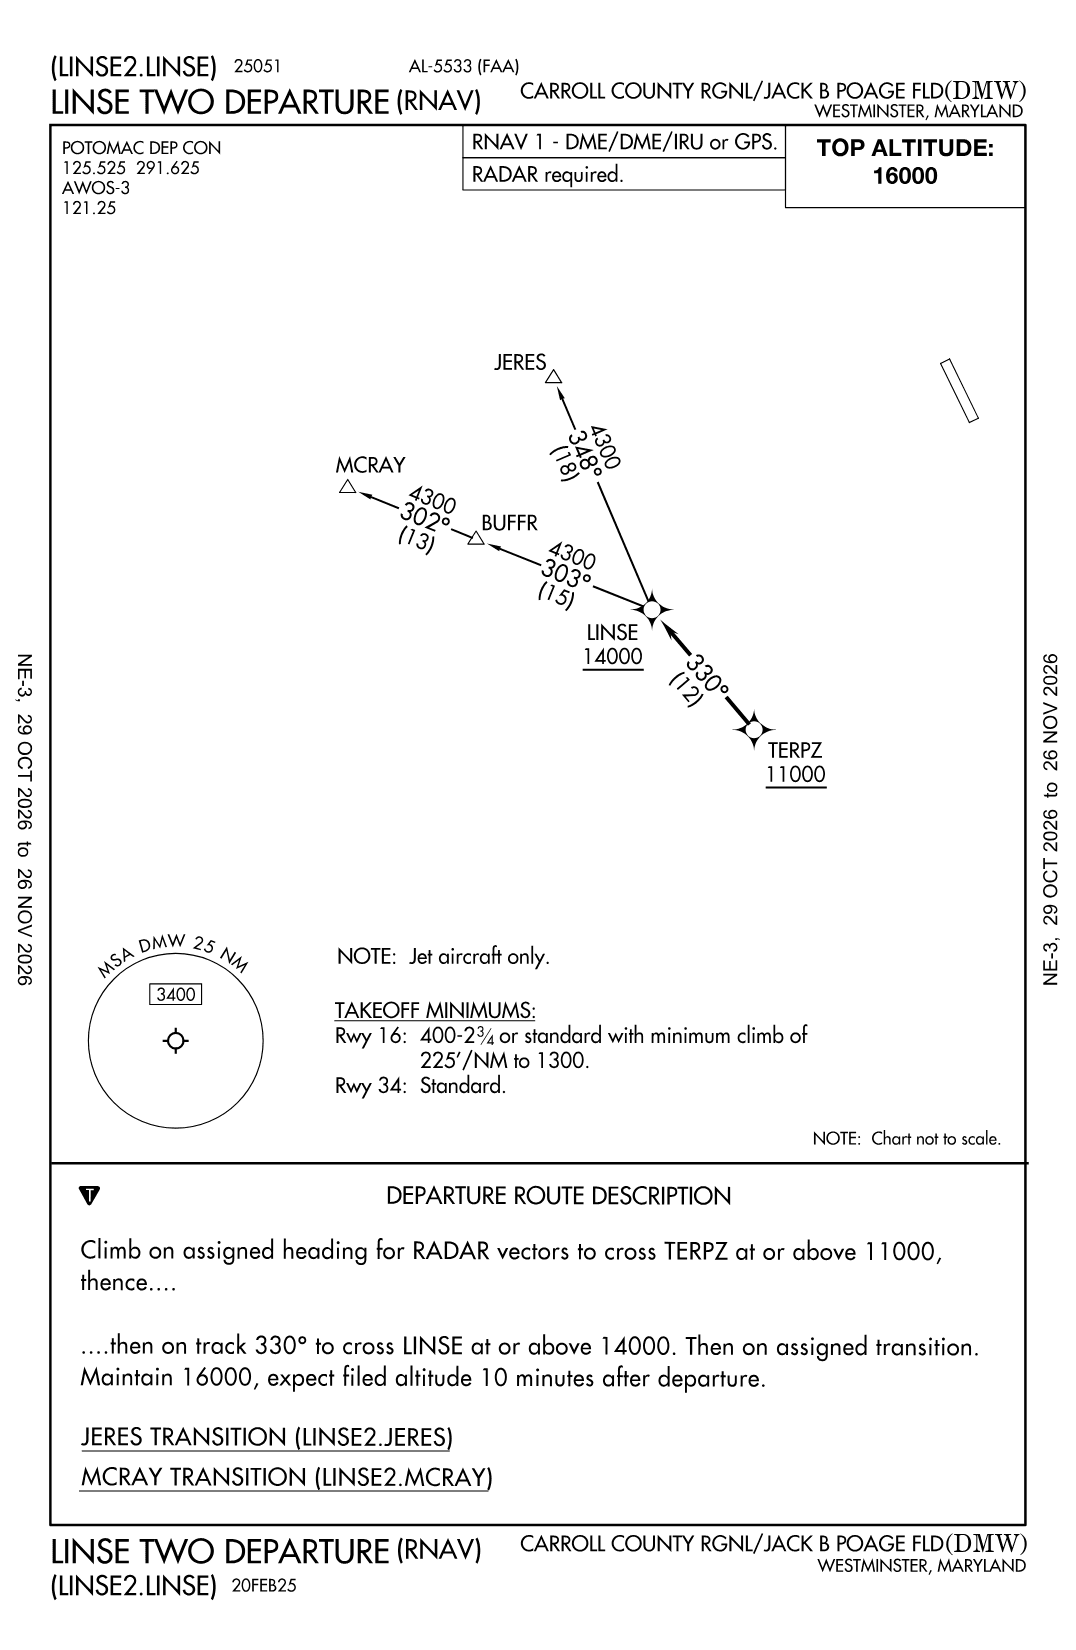 (LINSE2.LINSE) 25051 AL-5533 (FAA)
LINSE TWO DEPARTURE (RNAV)
CARROLL COUNTY RGNL/JACK B POAGE FLD(DMW)
WESTMINSTER, MARYLAND
POTOMAC DEP CON
125.525 291.625
AWOS-3
121.25
RNAV 1 - DME/DME/IRU or GPS.
RADAR required.
TOP ALTITUDE:
16000
JERES
4300
348°
(18)
MCRAY
4300
302°
(13)
BUFFR
4300
303°
(15)
LINSE
14000
330°
(12)
TERPZ
11000
NE-3, 29 OCT 2026 to 26 NOV 2026
NE-3, 29 OCT 2026 to 26 NOV 2026
MSA DMW 25 NM
3400
NOTE: Jet aircraft only.
TAKEOFF MINIMUMS:
Rwy 16: 400-2¾ or standard with minimum climb of
225'/NM to 1300.
Rwy 34: Standard.
NOTE: Chart not to scale.
T
DEPARTURE ROUTE DESCRIPTION
Climb on assigned heading for RADAR vectors to cross TERPZ at or above 11000,
thence....
....then on track 330° to cross LINSE at or above 14000. Then on assigned transition.
Maintain 16000, expect filed altitude 10 minutes after departure.
JERES TRANSITION (LINSE2.JERES)
MCRAY TRANSITION (LINSE2.MCRAY)
LINSE TWO DEPARTURE (RNAV)
(LINSE2.LINSE) 20FEB25
CARROLL COUNTY RGNL/JACK B POAGE FLD(DMW)
WESTMINSTER, MARYLAND